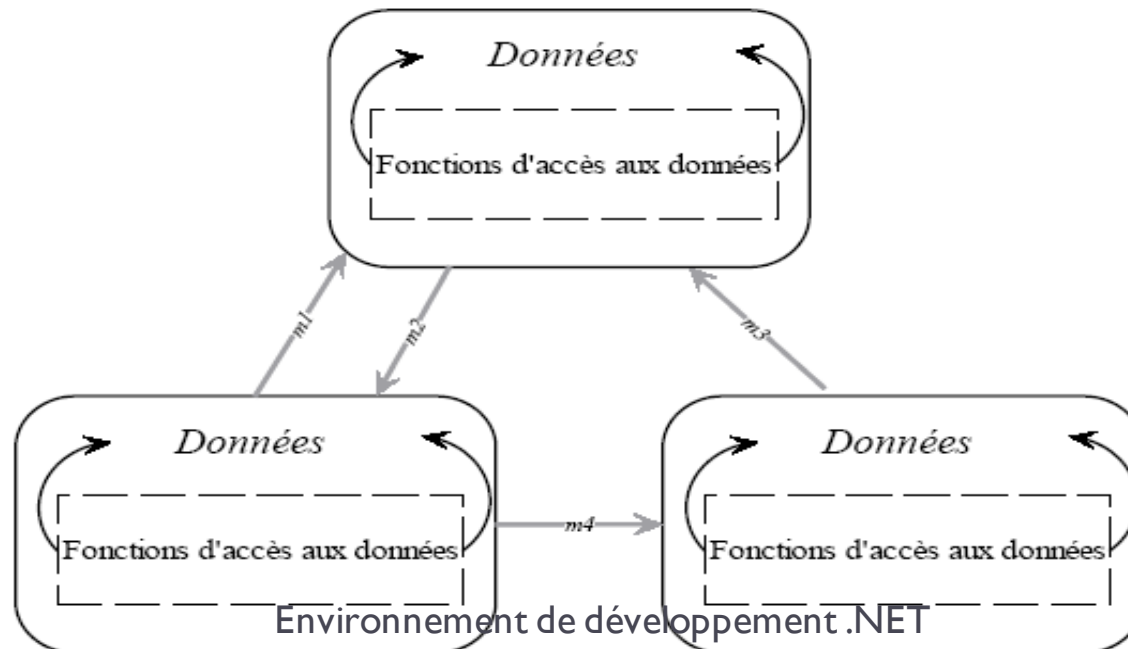 Données
Fonctions d'accès aux données
m1
m2
m3
Données
Données
m4
Fonctions d'accès aux données
Fonctions d'accès aux données
Environnement de développement .NET